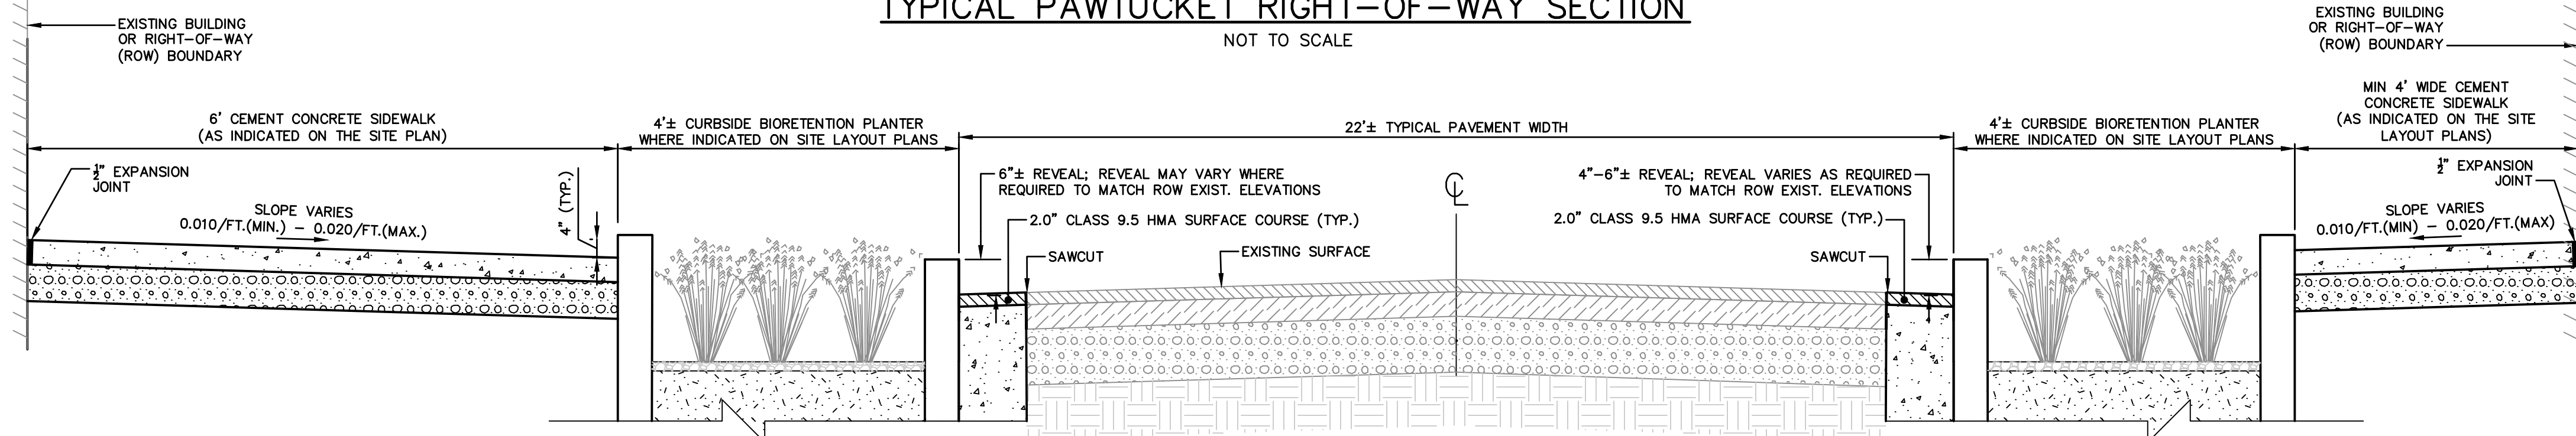 TYPICAL PAWTUCKET RIGHT-OF-WAY SECTION
NOT TO SCALE
EXISTING BUILDING
OR RIGHT-OF-WAY
(ROW) BOUNDARY
EXISTING BUILDING
OR RIGHT-OF-WAY
(ROW) BOUNDARY
6' CEMENT CONCRETE SIDEWALK
(AS INDICATED ON THE SITE PLAN)
4'± CURBSIDE BIORETENTION PLANTER
WHERE INDICATED ON SITE LAYOUT PLANS
22'± TYPICAL PAVEMENT WIDTH
4'± CURBSIDE BIORETENTION PLANTER
WHERE INDICATED ON SITE LAYOUT PLANS
MIN 4' WIDE CEMENT
CONCRETE SIDEWALK
(AS INDICATED ON THE SITE
LAYOUT PLANS)
½" EXPANSION
JOINT
SLOPE VARIES
0.010/FT.(MIN.) - 0.020/FT.(MAX.)
4" (TYP.)
6"± REVEAL; REVEAL MAY VARY WHERE
REQUIRED TO MATCH ROW EXIST. ELEVATIONS
2.0" CLASS 9.5 HMA SURFACE COURSE (TYP.)
SAWCUT
EXISTING SURFACE
CL
4"-6"± REVEAL; REVEAL VARIES AS REQUIRED
TO MATCH ROW EXIST. ELEVATIONS
2.0" CLASS 9.5 HMA SURFACE COURSE (TYP.)
SAWCUT
½" EXPANSION
JOINT
SLOPE VARIES
0.010/FT.(MIN) - 0.020/FT.(MAX)